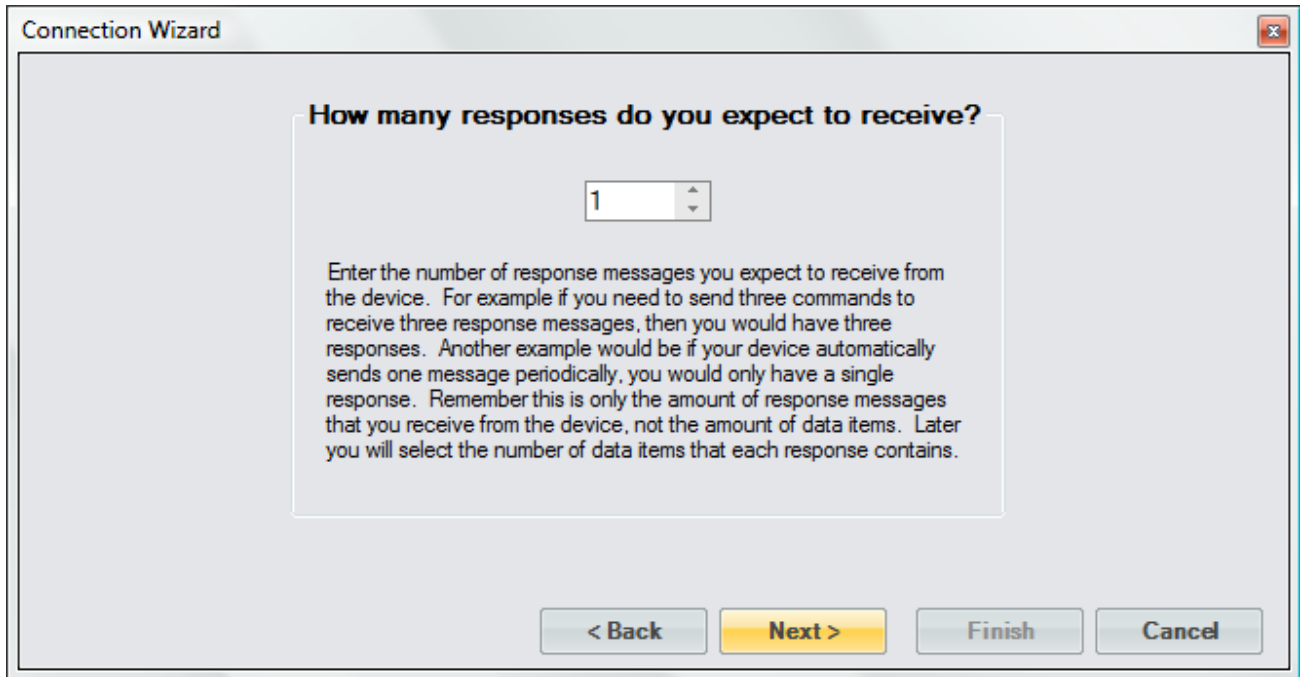 Connection Wizard
How many responses do you expect to receive?
1
Enter the number of response messages you expect to receive from
the device.  For example if you need to send three commands to
receive three response messages, then you would have three
responses.  Another example would be if your device automatically
sends one message periodically, you would only have a single
response.  Remember this is only the amount of response messages
that you receive from the device, not the amount of data items.  Later
you will select the number of data items that each response contains.
< Back Next > Finish Cancel